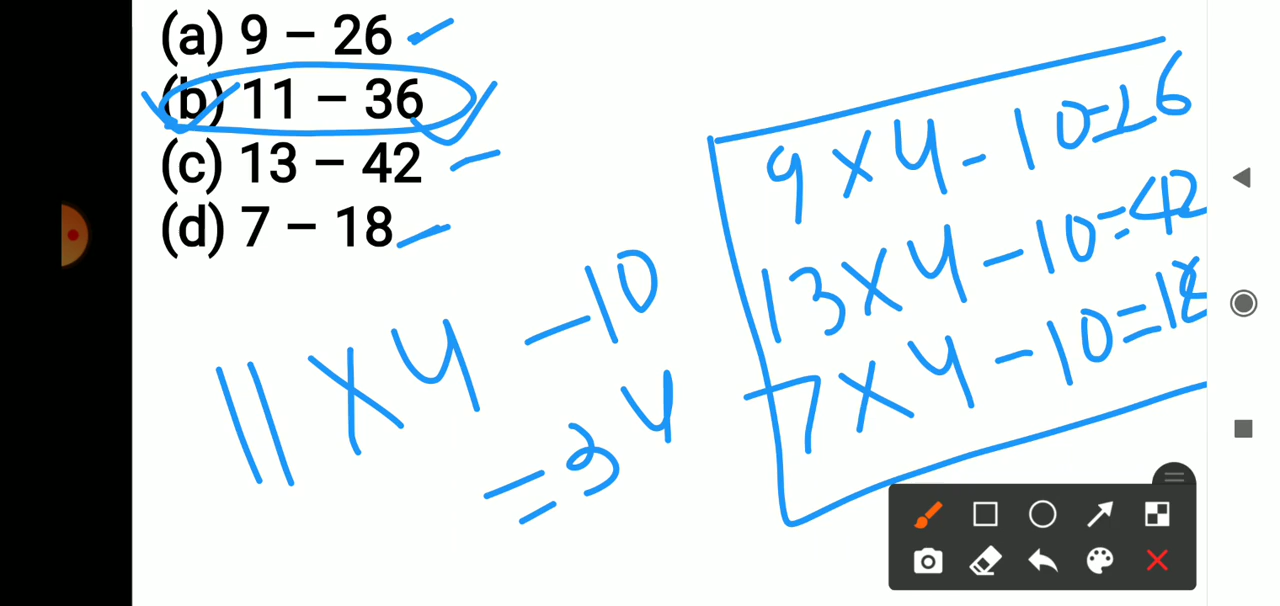 (a) 9 – 26
(b) 11 – 36
(c) 13 – 42
(d) 7 – 18
9 × 4 - 10 = 26
13 × 4 - 10 = 42
7 × 4 - 10 = 18
11 × 4 - 10
= 34